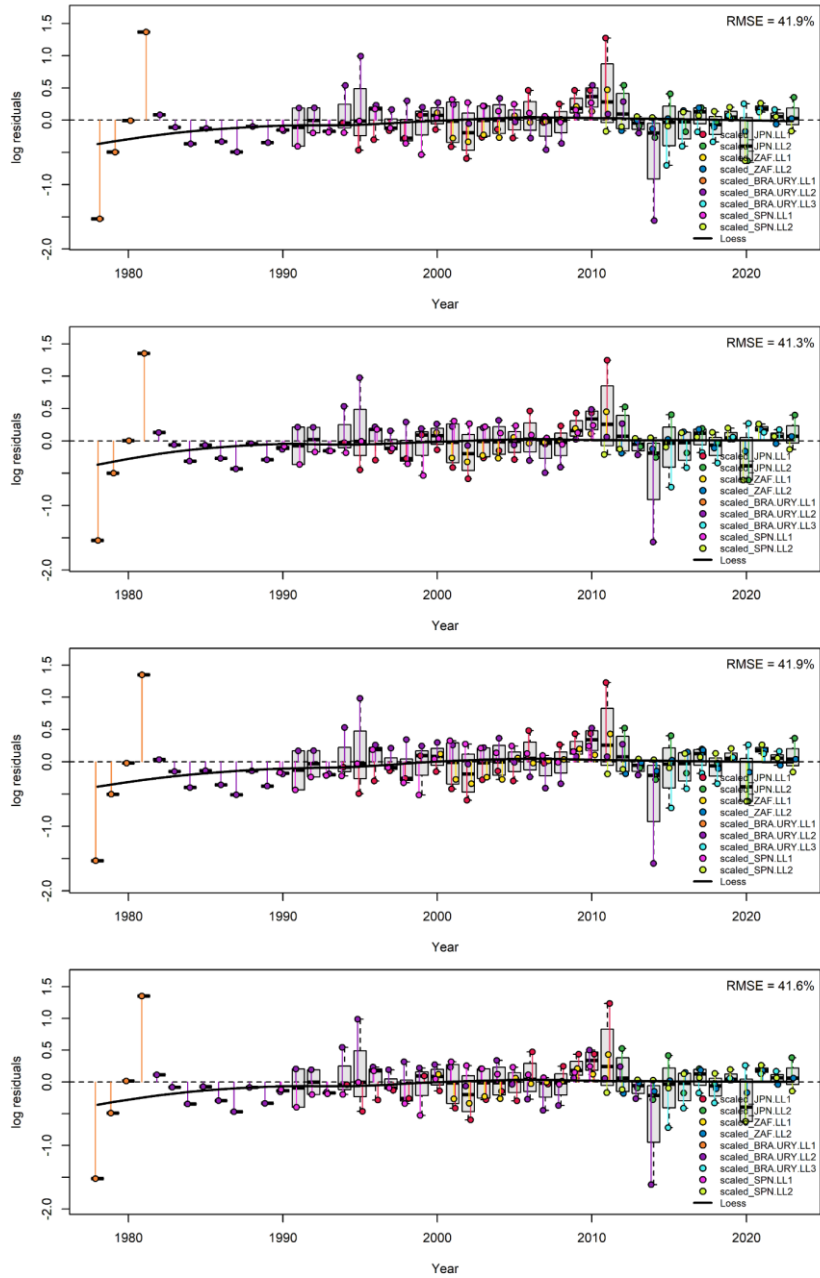 RMSE = 41.9%
1.5
1.0
0.5
0.0
-1.0
-2.0
log residuals
scaled_JPN.LL1
scaled_JPN.LL2
scaled_ZAF.LL1
scaled_ZAF.LL2
scaled_BRA.URY.LL1
scaled_BRA.URY.LL2
scaled_BRA.URY.LL3
scaled_SPN.LL1
scaled_SPN.LL2
Loess
1980 1990 2000 2010 2020
Year
RMSE = 41.3%
1.5
1.0
0.5
0.0
-1.0
-2.0
log residuals
scaled_JPN.LL1
scaled_JPN.LL2
scaled_ZAF.LL1
scaled_ZAF.LL2
scaled_BRA.URY.LL1
scaled_BRA.URY.LL2
scaled_BRA.URY.LL3
scaled_SPN.LL1
scaled_SPN.LL2
Loess
1980 1990 2000 2010 2020
Year
RMSE = 41.9%
1.5
1.0
0.5
0.0
-1.0
-2.0
log residuals
scaled_JPN.LL1
scaled_JPN.LL2
scaled_ZAF.LL1
scaled_ZAF.LL2
scaled_BRA.URY.LL1
scaled_BRA.URY.LL2
scaled_BRA.URY.LL3
scaled_SPN.LL1
scaled_SPN.LL2
Loess
1980 1990 2000 2010 2020
Year
RMSE = 41.6%
1.5
1.0
0.5
0.0
-1.0
-2.0
log residuals
scaled_JPN.LL1
scaled_JPN.LL2
scaled_ZAF.LL1
scaled_ZAF.LL2
scaled_BRA.URY.LL1
scaled_BRA.URY.LL2
scaled_BRA.URY.LL3
scaled_SPN.LL1
scaled_SPN.LL2
Loess
1980 1990 2000 2010 2020
Year